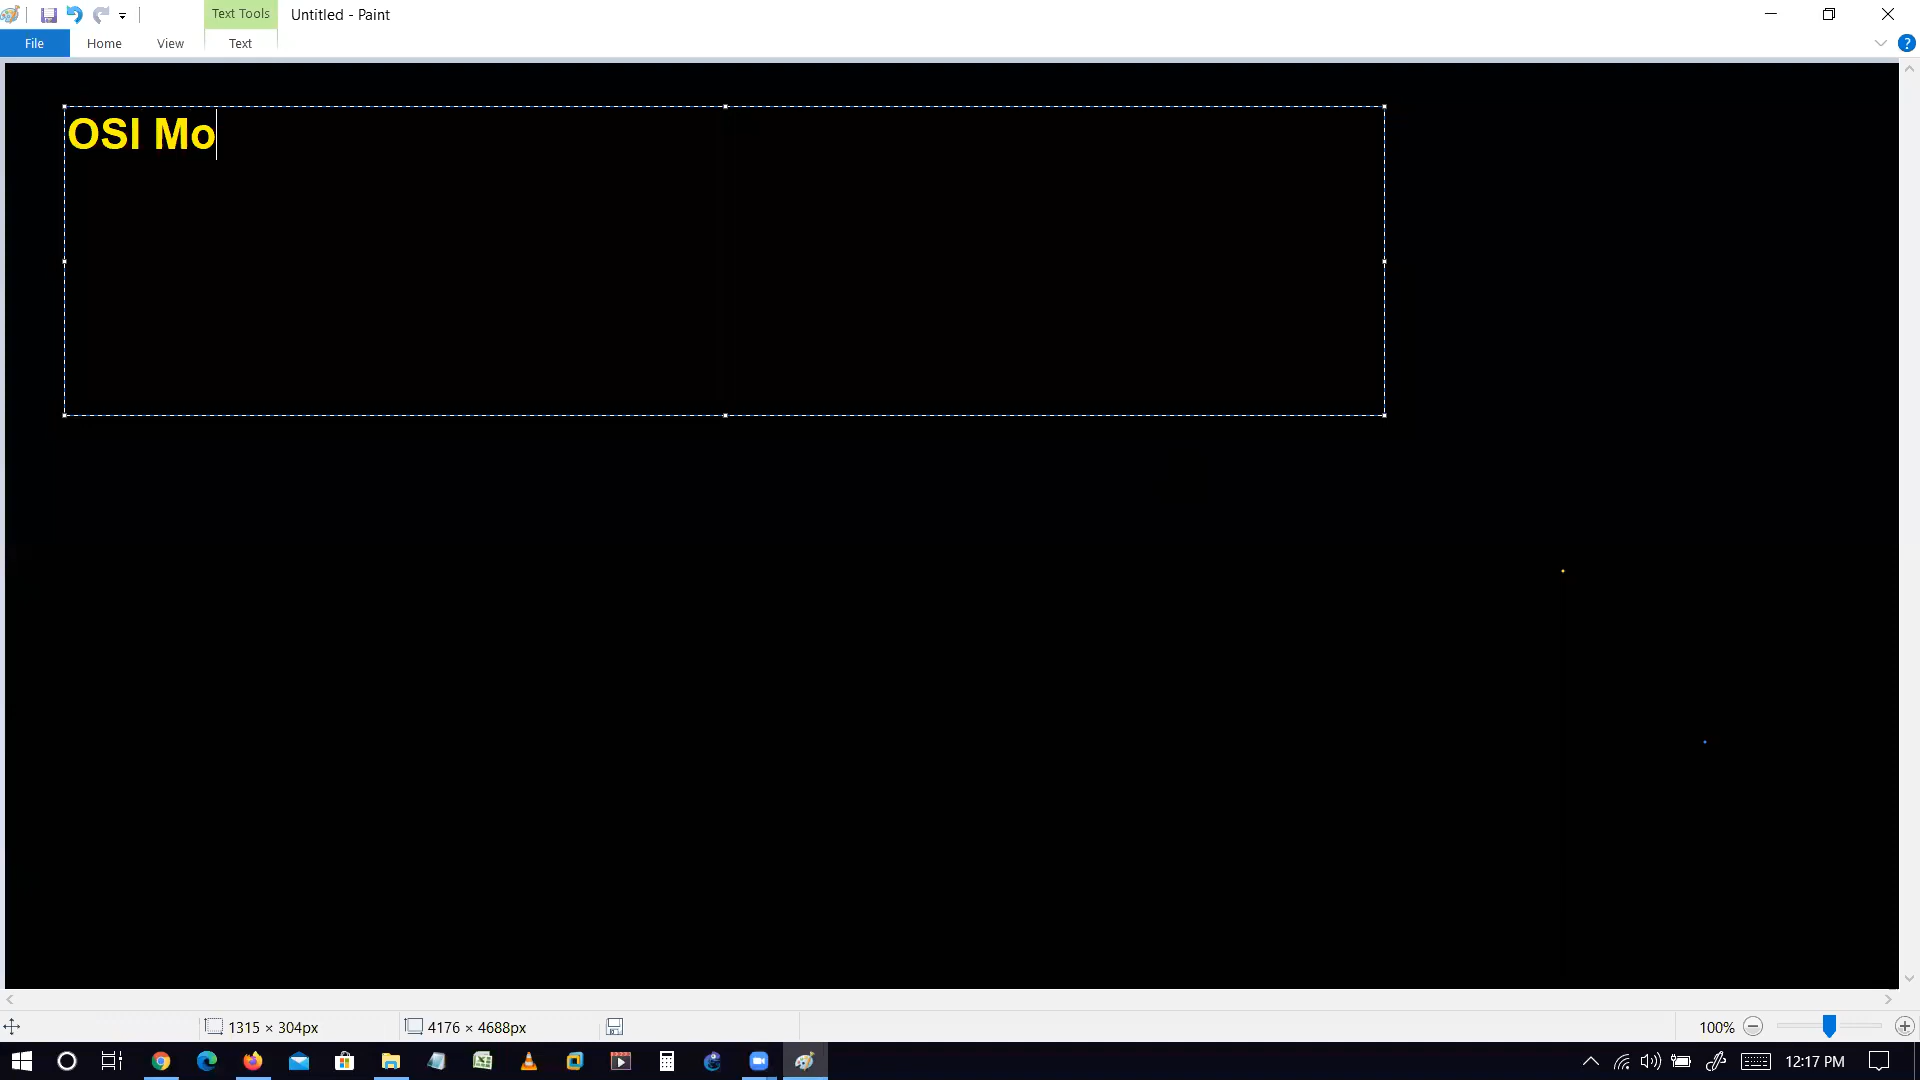 Text Tools
Untitled - Paint
File
Home
View
Text
?
OSI Mo
1315 × 304px
4176 × 4688px
100%
12:17 PM